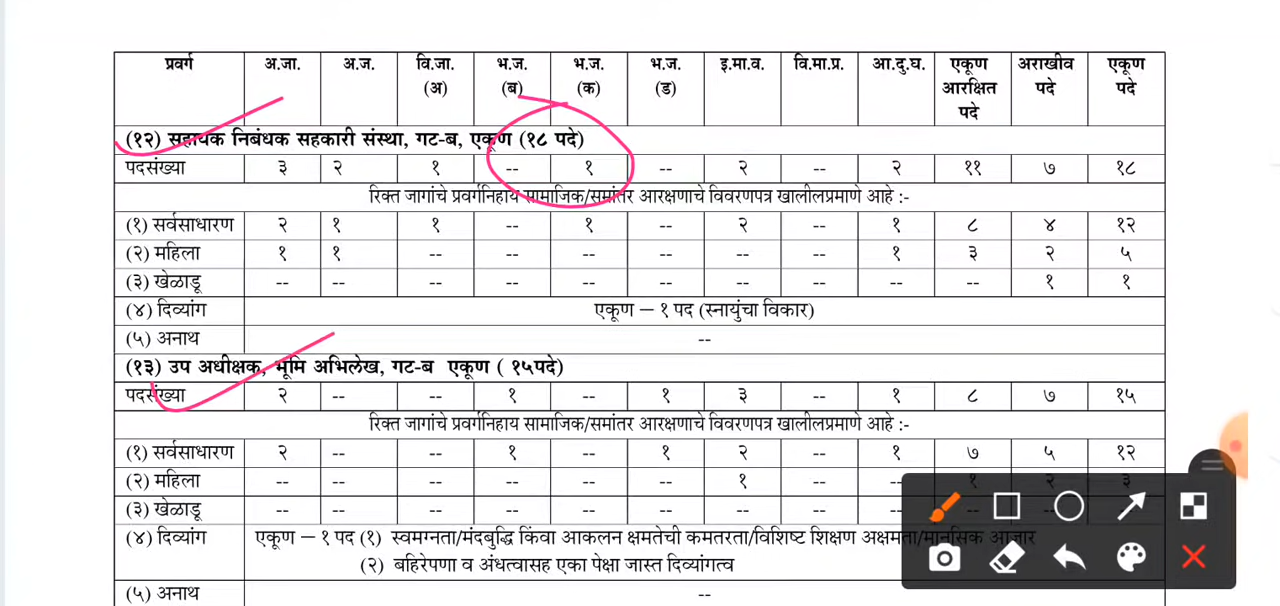 प्रवर्ग अ.जा. अ.ज. वि.जा. (अ) भ.ज. (ब) भ.ज. (क) भ.ज. (ड) इ.मा.व. वि.मा.प्र. आ.दु.घ. एकूण आरक्षित पदे अराखीव पदे एकूण पदे
(१२) सहायक निबंधक सहकारी संस्था, गट-ब, एकूण (१८ पदे)
पदसंख्या ३ २ १ -- १ -- २ -- २ ११ ७ १८
रिक्त जागांचे प्रवर्गनिहाय सामाजिक/समांतर आरक्षणाचे विवरणपत्र खालीलप्रमाणे आहे :-
(१) सर्वसाधारण २ १ १ -- १ -- २ -- १ ८ ४ १२
(२) महिला १ १ -- -- -- -- -- -- १ ३ २ ५
(३) खेळाडू -- -- -- -- -- -- -- -- -- -- १ १
(४) दिव्यांग एकूण – १ पद (स्नायुंचा विकार)
(५) अनाथ --
(१३) उप अधीक्षक, भूमि अभिलेख, गट-ब एकूण ( १५पदे)
पदसंख्या २ -- -- १ -- १ ३ -- १ ८ ७ १५
रिक्त जागांचे प्रवर्गनिहाय सामाजिक/समांतर आरक्षणाचे विवरणपत्र खालीलप्रमाणे आहे :-
(१) सर्वसाधारण २ -- -- १ -- १ २ -- १ ७ ५ १२
(२) महिला -- -- -- -- -- -- १ -- -- १ २ ३
(३) खेळाडू -- -- -- -- -- -- -- -- --
(४) दिव्यांग एकूण – १ पद (१) स्वमग्नता/मंदबुद्धि किंवा आकलन क्षमतेची कमतरता/विशिष्ट शिक्षण अक्षमता/मानसिक आजार
(२) बहिरेपणा व अंधत्वासह एका पेक्षा जास्त दिव्यांगत्व
(५) अनाथ --